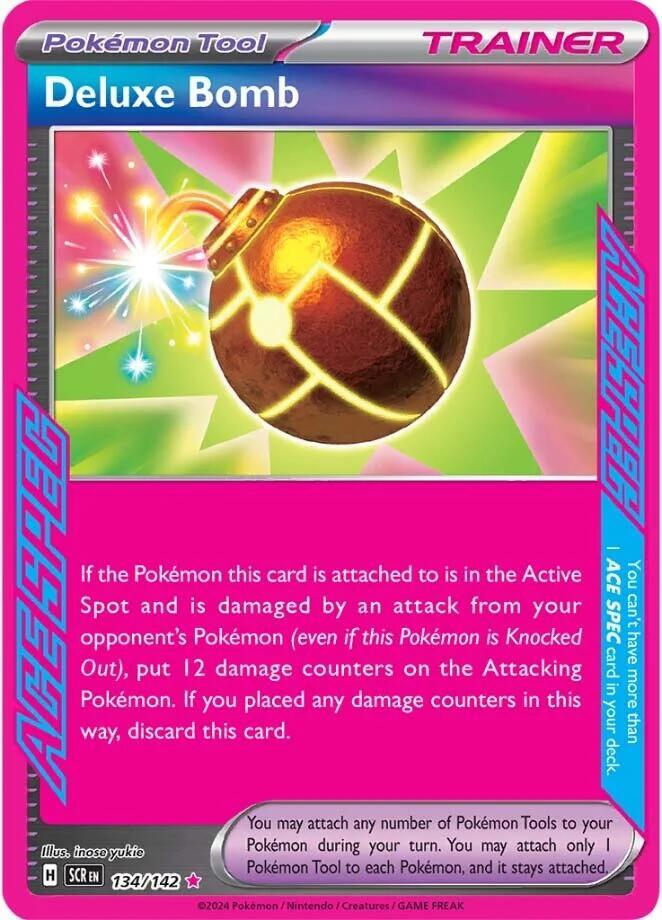 Pokémon Tool
TRAINER
Deluxe Bomb
ACE SPEC
ACE SPEC
If the Pokémon this card is attached to is in the Active
Spot and is damaged by an attack from your
opponent's Pokémon (even if this Pokémon is Knocked
Out), put 12 damage counters on the Attacking
Pokémon. If you placed any damage counters in this
way, discard this card.
You can't have more than
1 ACE SPEC card in your deck.
You may attach any number of Pokémon Tools to your
Pokémon during your turn. You may attach only 1
Pokémon Tool to each Pokémon, and it stays attached.
Illus. inose yukie
H SCR EN 134/142
©2024 Pokémon / Nintendo / Creatures / GAME FREAK